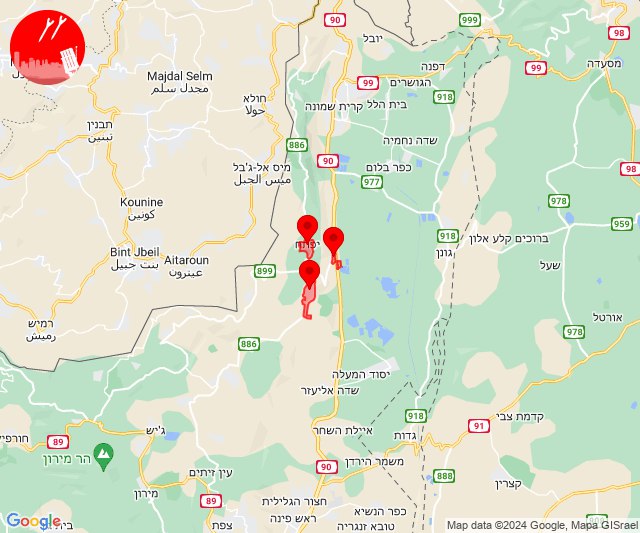 90
999
98
יובל
דפנה
מסעדה
Majdal Selm
מגדל סלם
99
99
הגושרים
בית הלל
קרית שמונה
918
חולא
חולה
תבנין
تبنين
שדה נחמיה
886
מיס אל-ג'בל
ميس الجبل
90
כפר בלום
977
98
Kounine
كونين
978
959
יפתח
918
ברוכים קלע אלון
גונן
Bint Jbeil
بنت جبيل
Aitaroun
عيترون
899
שעל
978
אורטל
רמיש
رميش
886
יסוד המעלה
שדה אליעזר
918
קדמת צבי
91
איילת השחר
גדות
ג'יש
89
חורפיש
הר מירון
90
משמר הירדן
עין זיתים
888
קצרין
מירון
89
חצור הגלילית
ראש פינה
כפר הנשיא
טובא זנגריה
צפת
Google
Map data ©2024 Google, Mapa GISrael